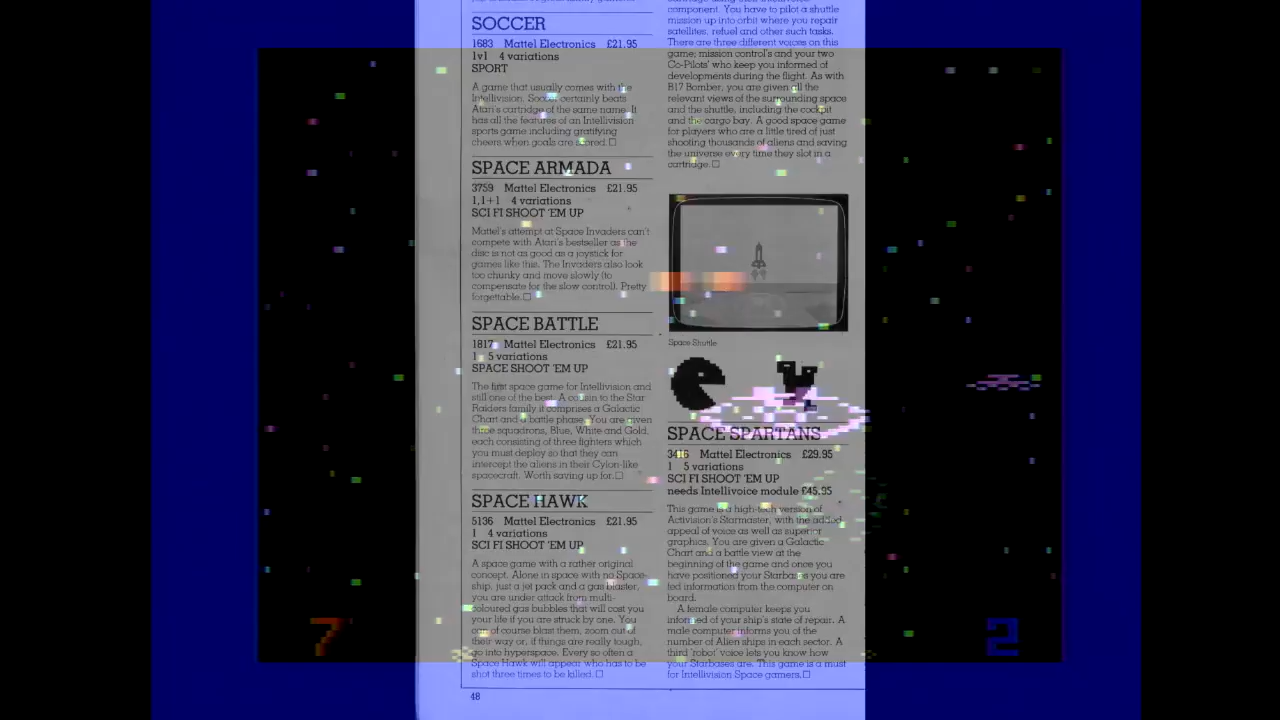 SOCCER
1683 Mattel Electronics £21.95
1v1 4 variations
SPORT
A game that usually comes with the
Intellivision. Soccer certainly beats
Atari's cartridge of the same name. It
has all the features of an Intellivision
sports game including gratifying
cheers when goals are scored.
SPACE ARMADA
3759 Mattel Electronics £21.95
1,1+1 4 variations
SCI FI SHOOT 'EM UP
Mattel's attempt at Space Invaders can't
compete with Atari's bestseller as the
disc is not as good as a joystick for
games like this. The Invaders also look
too chunky and move slowly (to
compensate for the slow control). Pretty
forgettable.
SPACE BATTLE
1817 Mattel Electronics £21.95
1 5 variations
SPACE SHOOT 'EM UP
The first space game for Intellivision and
still one of the best. A cousin to the Star
Raiders family it comprises a Galactic
Chart and a battle phase. You are given
three squadrons, Blue, White and Gold,
each consisting of three fighters which
you must deploy so that they can
intercept the aliens in their Cylon-like
spacecraft. Worth saving up for.
SPACE HAWK
5136 Mattel Electronics £21.95
1 4 variations
SCI FI SHOOT 'EM UP
A space game with a rather original
concept. Alone in space with no Space-
ship, just a jet pack and a gas blaster,
you are under attack from multi-
coloured gas bubbles that will cost you
your life if you are struck by one. You
can of course blast them, zoom out of
their way or, if things are really tough,
go into hyperspace. Every so often a
Space Hawk will appear who has to be
shot three times to be killed.
48
component. You have to pilot a shuttle
mission up into orbit where you repair
satellites, refuel and other such tasks.
There are three different voices on this
game; mission control's and your two
Co-Pilots' who keep you informed of
developments during the flight. As with
B17 Bomber, you are given all the
relevant views of the surrounding space
and the shuttle, including the cockpit
and the cargo bay. A good space game
for players who are a little tired of just
shooting thousands of aliens and saving
the universe every time they slot in a
cartridge.
Space Shuttle
SPACE SPARTANS
3416 Mattel Electronics £29.95
1 5 variations
SCI FI SHOOT 'EM UP
needs Intellivoice module £45.95
This game is a high-tech version of
Activision's Starmaster, with the added
appeal of voice as well as superior
graphics. You are given a Galactic
Chart and a battle view at the
beginning of the game and once you
have positioned your Starbases you are
fed information from the computer on
board.
A female computer keeps you
informed of your ship's state of repair. A
male computer informs you of the
number of Alien ships in each sector. A
third 'robot' voice lets you know how
your Starbases are. This game is a must
for Intellivision Space gamers.
7
2